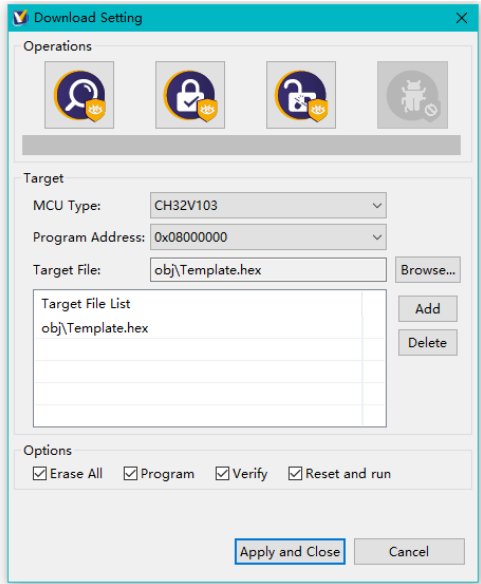 Download Setting
Operations
Target
MCU Type: CH32V103
Program Address: 0x08000000
Target File: obj\Template.hex Browse...
Target File List Add
obj\Template.hex
Delete
Options
Erase All Program Verify Reset and run
Apply and Close Cancel